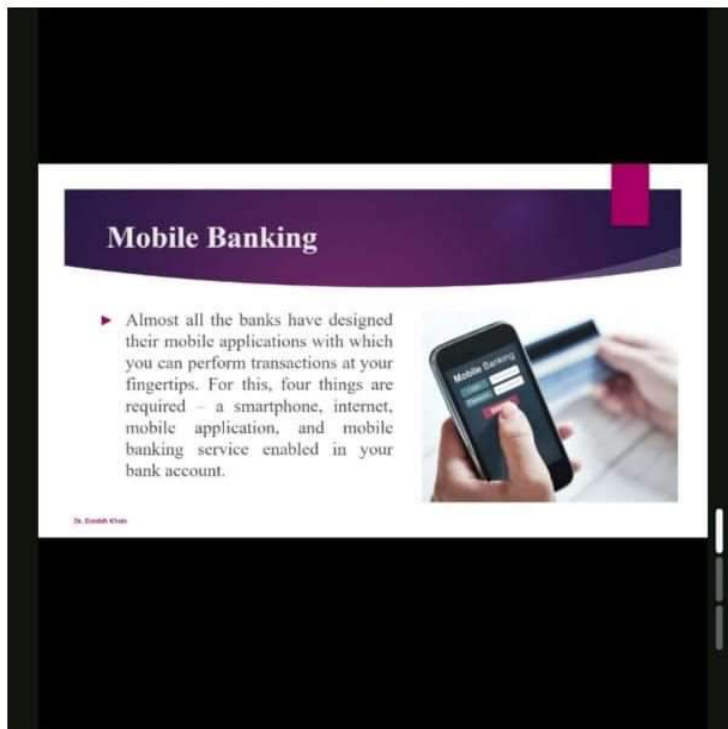 Mobile Banking
► Almost all the banks have designed
their mobile applications with which
you can perform transactions at your
fingertips. For this, four things are
required – a smartphone, internet,
mobile application, and mobile
banking service enabled in your
bank account.
Mobile Banking
Khan